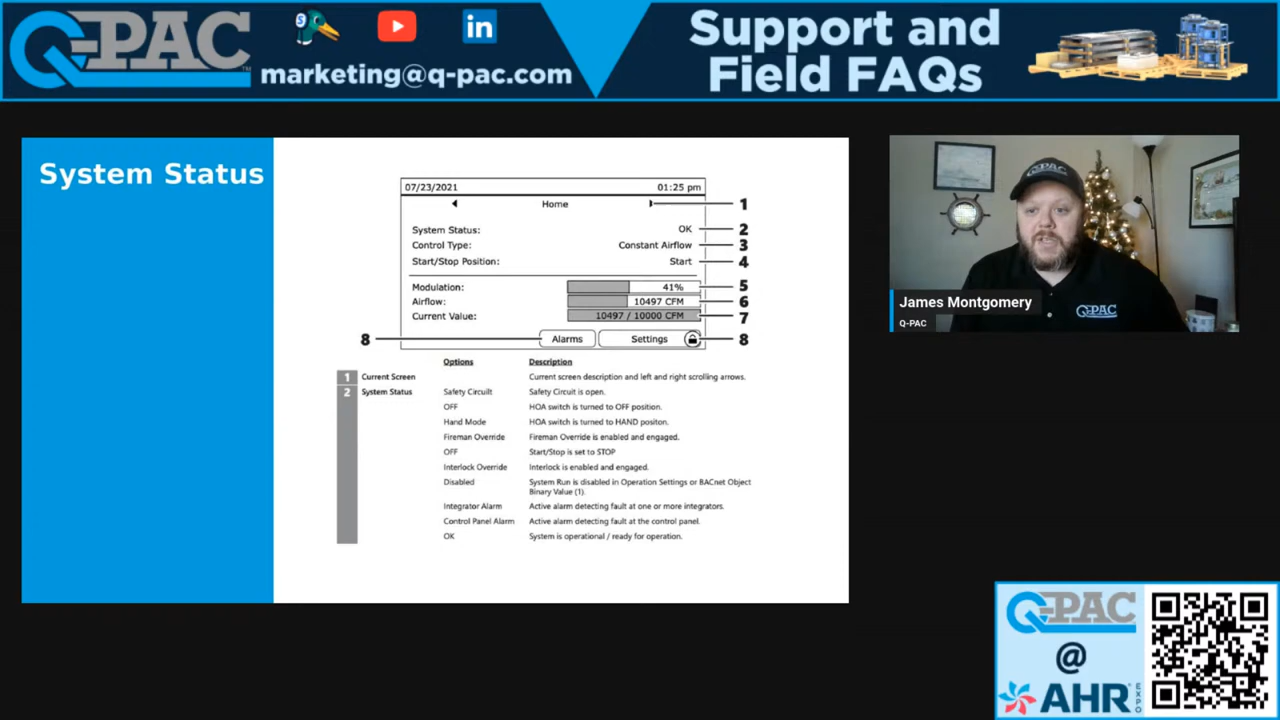 Q-PAC™
marketing@q-pac.com
Support and
Field FAQs
System Status
07/23/2021 01:25 pm
Home 1
System Status: OK 2
Control Type: Constant Airflow 3
Start/Stop Position: Start 4
Modulation: 41% 5
Airflow: 10497 CFM 6
Current Value: 10497 / 10000 CFM 7
8 Alarms Settings 8
Options Description
1 Current Screen Current screen description and left and right scrolling arrows.
2 System Status Safety Circuilt Safety Circuit is open.
OFF HOA switch is turned to OFF position.
Hand Mode HOA switch is turned to HAND positon.
Fireman Override Fireman Override is enabled and engaged.
OFF Start/Stop is set to STOP
Interlock Override Interlock is enabled and engaged.
Disabled System Run is disabled in Operation Settings or BACnet Object
Binary Value (1).
Integrator Alarm Active alarm detecting fault at one or more integrators.
Control Panel Alarm Active alarm detecting fault at the control panel.
OK System is operational / ready for operation.
Q-PAC
Q-PAC
James Montgomery
Q-PAC
Q-PAC
@
AHR EXPO